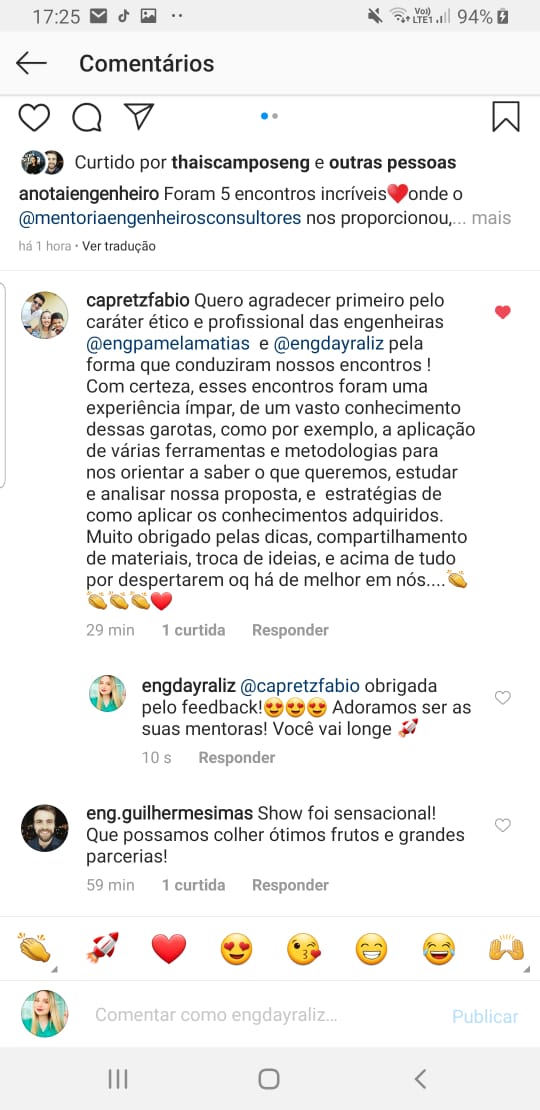 17:25
Vo)) LTE1 94%
Comentários
Curtido por thaiscamposeng e outras pessoas
anotaiengenheiro Foram 5 encontros incríveis❤️onde o
@mentoriaengenheirosconsultores nos proporcionou,... mais
há 1 hora • Ver tradução
capretzfabio Quero agradecer primeiro pelo
caráter ético e profissional das engenheiras
@engpamelamatias e @engdayraliz pela
forma que conduziram nossos encontros !
Com certeza, esses encontros foram uma
experiência ímpar, de um vasto conhecimento
dessas garotas, como por exemplo, a aplicação
de várias ferramentas e metodologias para
nos orientar a saber o que queremos, estudar
e analisar nossa proposta, e estratégias de
como aplicar os conhecimentos adquiridos.
Muito obrigado pelas dicas, compartilhamento
de materiais, troca de ideias, e acima de tudo
por despertarem oq há de melhor em nós....👏
👏👏👏❤️
29 min 1 curtida Responder
engdayraliz @capretzfabio obrigada
pelo feedback!😍😍😍 Adoramos ser as
suas mentoras! Você vai longe 🚀
10 s Responder
eng.guilhermesimas Show foi sensacional!
Que possamos colher ótimos frutos e grandes
parcerias!
59 min 1 curtida Responder
Comentar como engdayraliz... Publicar